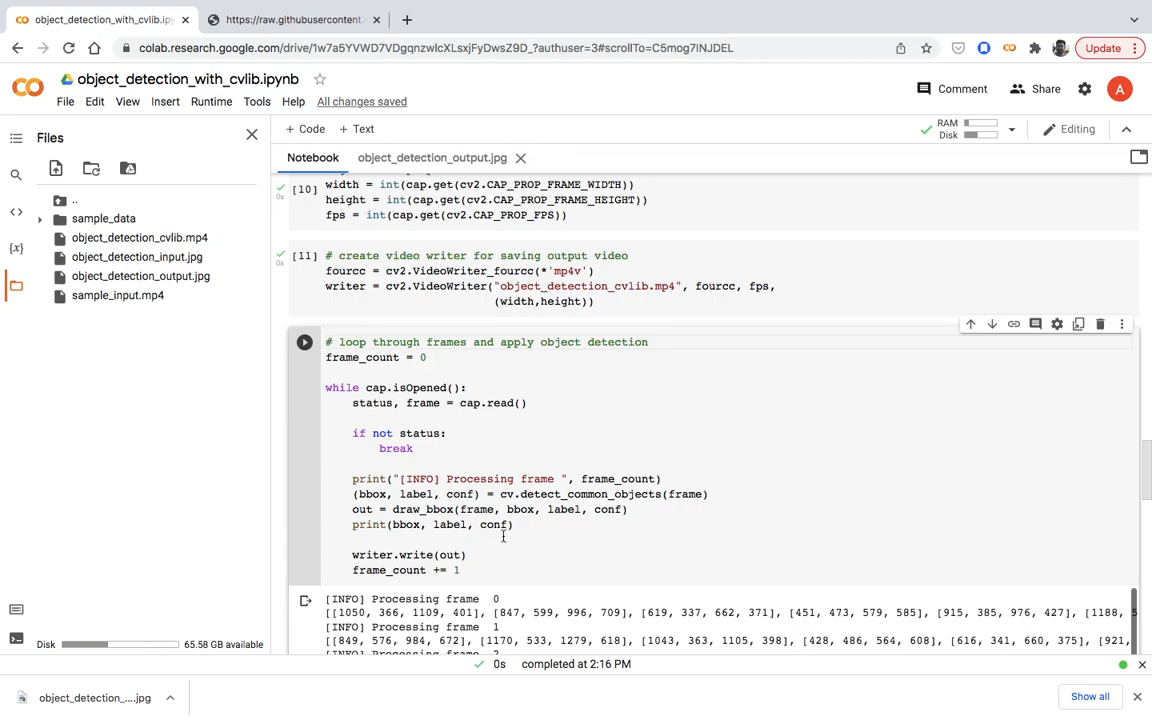 object_detection_with_cvlib.ipy
https://raw.githubusercontent.
colab.research.google.com/drive/1w7a5YVWD7VDgqnzwlcXLsxjFyDwsZ9D_?authuser=3#scrollTo=C5mog7INJDEL
Update
object_detection_with_cvlib.ipynb
File Edit View Insert Runtime Tools Help All changes saved
Comment Share A
Files
+ Code + Text
RAM
Disk
Editing
Notebook object_detection_output.jpg
..
sample_data
object_detection_cvlib.mp4
object_detection_input.jpg
object_detection_output.jpg
sample_input.mp4
{x}
[10] width = int(cap.get(cv2.CAP_PROP_FRAME_WIDTH))
0s
height = int(cap.get(cv2.CAP_PROP_FRAME_HEIGHT))
fps = int(cap.get(cv2.CAP_PROP_FPS))
[11] # create video writer for saving output video
0s
fourcc = cv2.VideoWriter_fourcc(*'mp4v')
writer = cv2.VideoWriter("object_detection_cvlib.mp4", fourcc, fps,
(width,height))
# loop through frames and apply object detection
frame_count = 0
while cap.isOpened():
status, frame = cap.read()
if not status:
break
print("[INFO] Processing frame ", frame_count)
(bbox, label, conf) = cv.detect_common_objects(frame)
out = draw_bbox(frame, bbox, label, conf)
print(bbox, label, conf)
writer.write(out)
frame_count += 1
[INFO] Processing frame 0
[[1050, 366, 1109, 401], [847, 599, 996, 709], [619, 337, 662, 371], [451, 473, 579, 585], [915, 385, 976, 427], [1188,
[INFO] Processing frame 1
[[849, 576, 984, 672], [1170, 533, 1279, 618], [1043, 363, 1105, 398], [428, 486, 564, 608], [616, 341, 660, 375], [921,
[INFO] Processing frame 2
Disk 65.58 GB available
0s completed at 2:16 PM
object_detection_....jpg
Show all